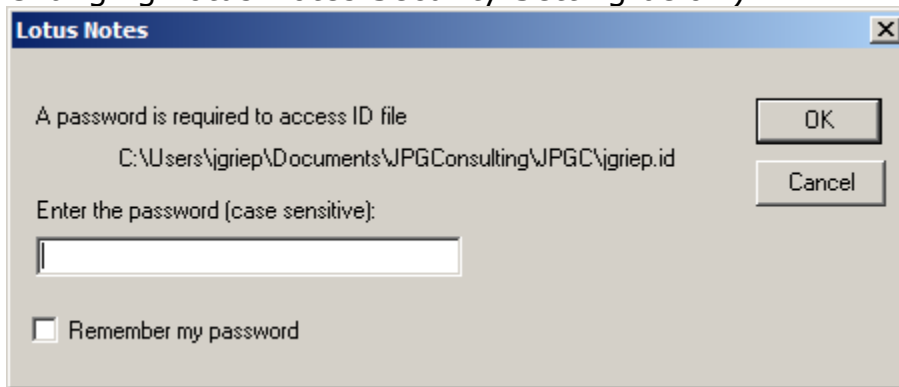 Lotus Notes
A password is required to access ID file
C:\Users\jgriep\Documents\JPGConsulting\JPGC\jgriep.id
OK
Cancel
Enter the password (case sensitive):
Remember my password